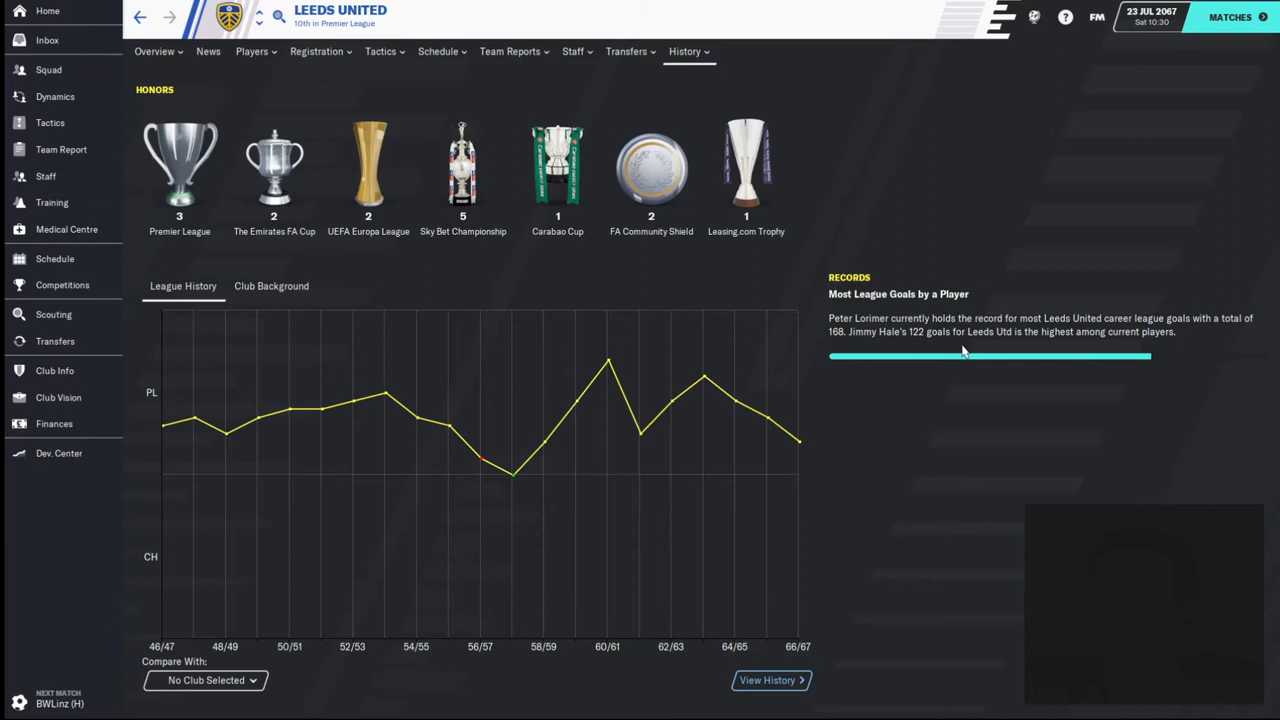 Home
Inbox
Squad
Dynamics
Tactics
Team Report
Staff
Training
Medical Centre
Schedule
Competitions
Scouting
Transfers
Club Info
Club Vision
Finances
Dev. Center
NEXT MATCH
BWLinz (H)
LEEDS UNITED
10th in Premier League
? FM
23 JUL 2067
Sat 10:30
MATCHES
Overview News Players Registration Tactics Schedule Team Reports Staff Transfers History
HONORS
3 2 2 5 1 2 1
Premier League The Emirates FA Cup UEFA Europa League Sky Bet Championship Carabao Cup FA Community Shield Leasing.com Trophy
League History Club Background
PL
CH
46/47 48/49 50/51 52/53 54/55 56/57 58/59 60/61 62/63 64/65 66/67
Compare With:
No Club Selected
View History
RECORDS
Most League Goals by a Player
Peter Lorimer currently holds the record for most Leeds United career league goals with a total of
168. Jimmy Hale's 122 goals for Leeds Utd is the highest among current players.